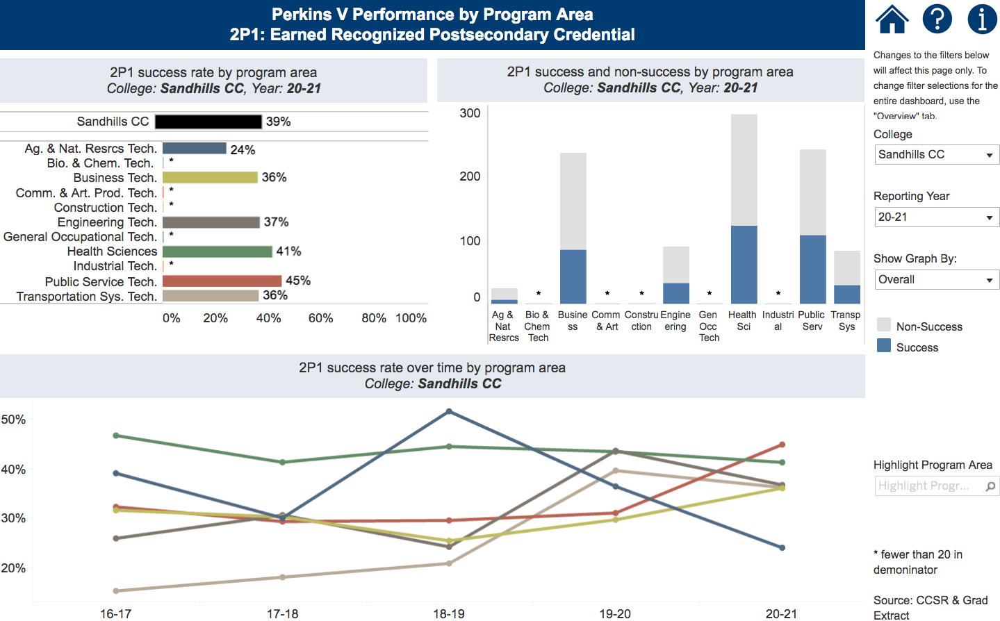 Perkins V Performance by Program Area
2P1: Earned Recognized Postsecondary Credential
2P1 success rate by program area
College: Sandhills CC, Year: 20-21
Sandhills CC 39%
Ag. & Nat. Resrcs Tech. 24%
Bio. & Chem. Tech. *
Business Tech. 36%
Comm. & Art. Prod. Tech. *
Construction Tech. *
Engineering Tech. 37%
General Occupational Tech. *
Health Sciences 41%
Industrial Tech. *
Public Service Tech. 45%
Transportation Sys. Tech. 36%
0% 20% 40% 60% 80% 100%
2P1 success and non-success by program area
College: Sandhills CC, Year: 20-21
300
200
100
0
* * * * *
Ag & Bio & Busine Comm Constru Engine Gen Health Industri Public Transp
Nat Chem ss & Art ction ering Occ Sci al Serv Sys
Resrcs Tech Tech
2P1 success rate over time by program area
College: Sandhills CC
50%
40%
30%
20%
16-17 17-18 18-19 19-20 20-21
Changes to the filters below
will affect this page only. To
change filter selections for the
entire dashboard, use the
"Overview" tab.
College
Sandhills CC
Reporting Year
20-21
Show Graph By:
Overall
Non-Success
Success
Highlight Program Area
Highlight Progr...
* fewer than 20 in
demoninator
Source: CCSR & Grad
Extract